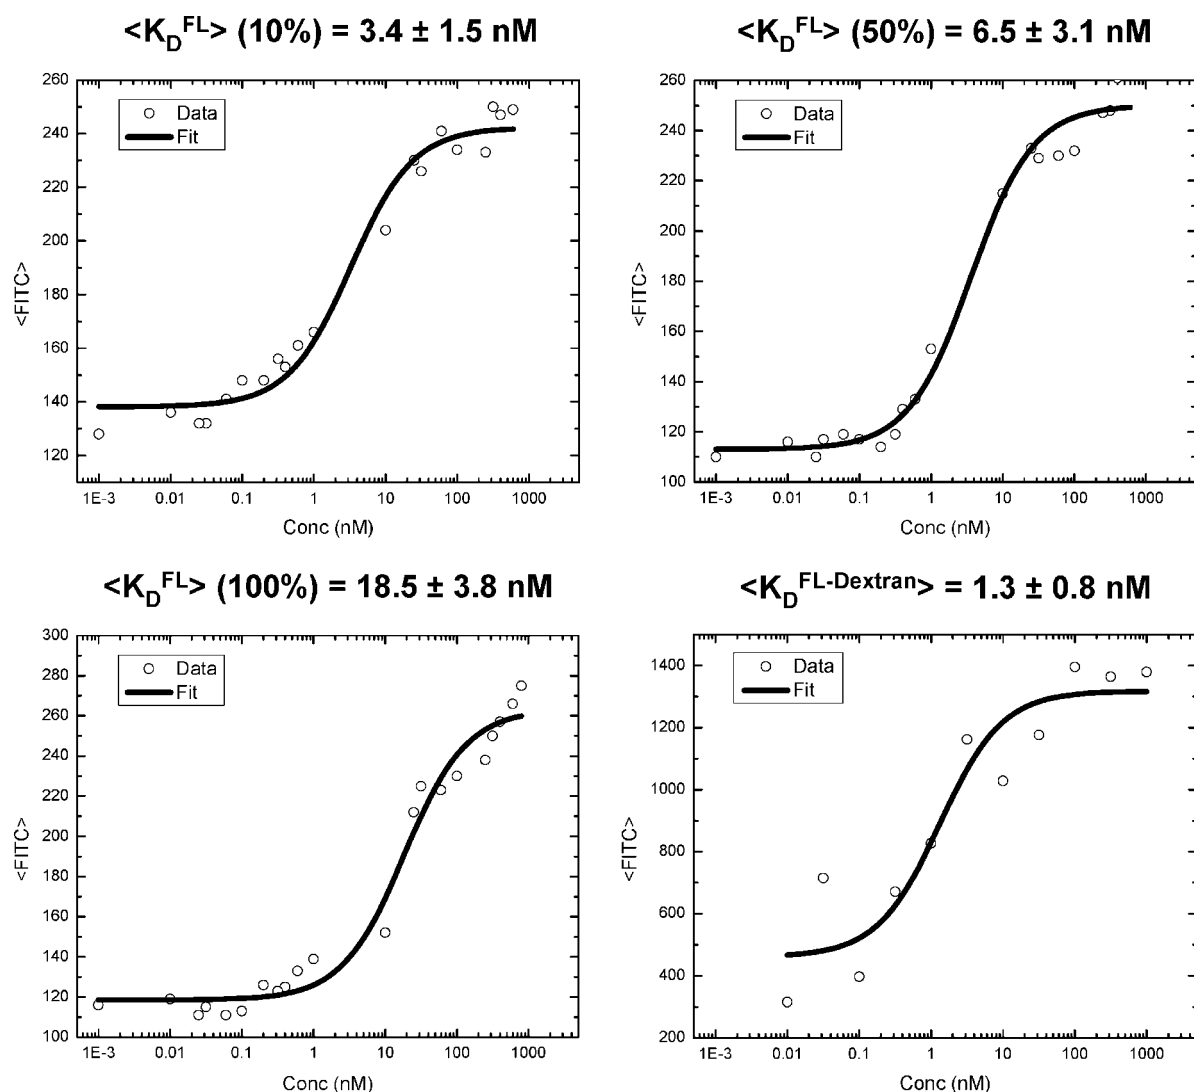 <K_D^FL> (10%) = 3.4 ± 1.5 nM
260
240
220
200
180
160
140
120
<FITC>
Data
Fit
1E-3 0.01 0.1 1 10 100 1000
Conc (nM)
<K_D^FL> (50%) = 6.5 ± 3.1 nM
260
240
220
200
180
160
140
120
100
<FITC>
Data
Fit
1E-3 0.01 0.1 1 10 100 1000
Conc (nM)
<K_D^FL> (100%) = 18.5 ± 3.8 nM
300
280
260
240
220
200
180
160
140
120
100
<FITC>
Data
Fit
1E-3 0.01 0.1 1 10 100 1000
Conc (nM)
<K_D^FL-Dextran> = 1.3 ± 0.8 nM
1400
1200
1000
800
600
400
200
<FITC>
Data
Fit
1E-3 0.01 0.1 1 10 100 1000
Conc (nM)